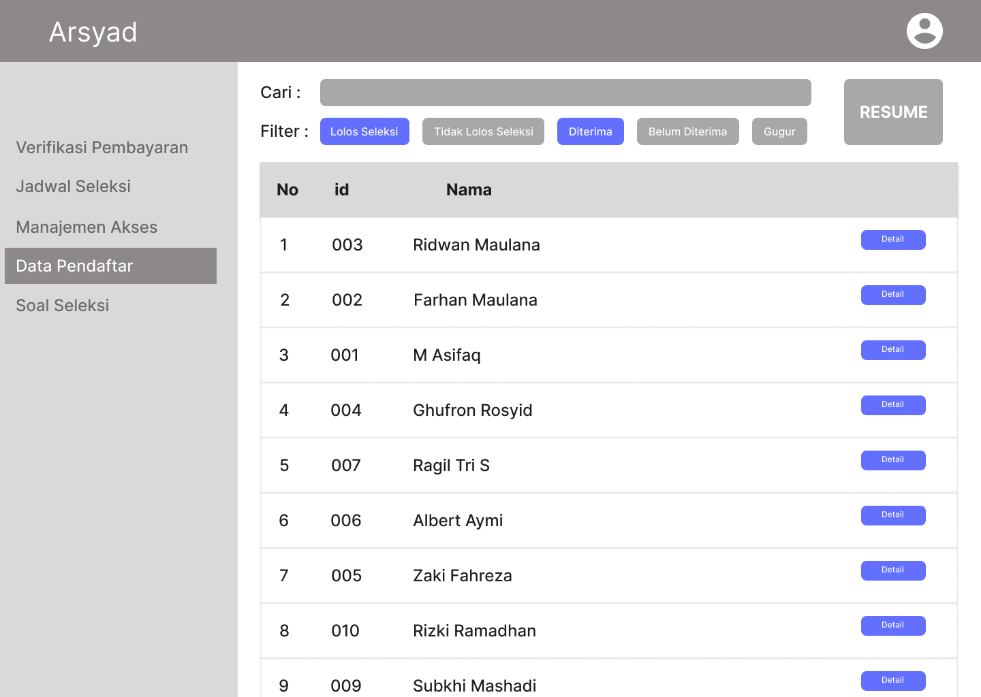 Arsyad
Verifikasi Pembayaran
Jadwal Seleksi
Manajemen Akses
Data Pendaftar
Soal Seleksi
Cari :
RESUME
Filter : Lolos Seleksi Tidak Lolos Seleksi Diterima Belum Diterima Gugur
No id Nama
1 003 Ridwan Maulana Detail
2 002 Farhan Maulana Detail
3 001 M Asifaq Detail
4 004 Ghufron Rosyid Detail
5 007 Ragil Tri S Detail
6 006 Albert Aymi Detail
7 005 Zaki Fahreza Detail
8 010 Rizki Ramadhan Detail
9 009 Subkhi Mashadi Detail